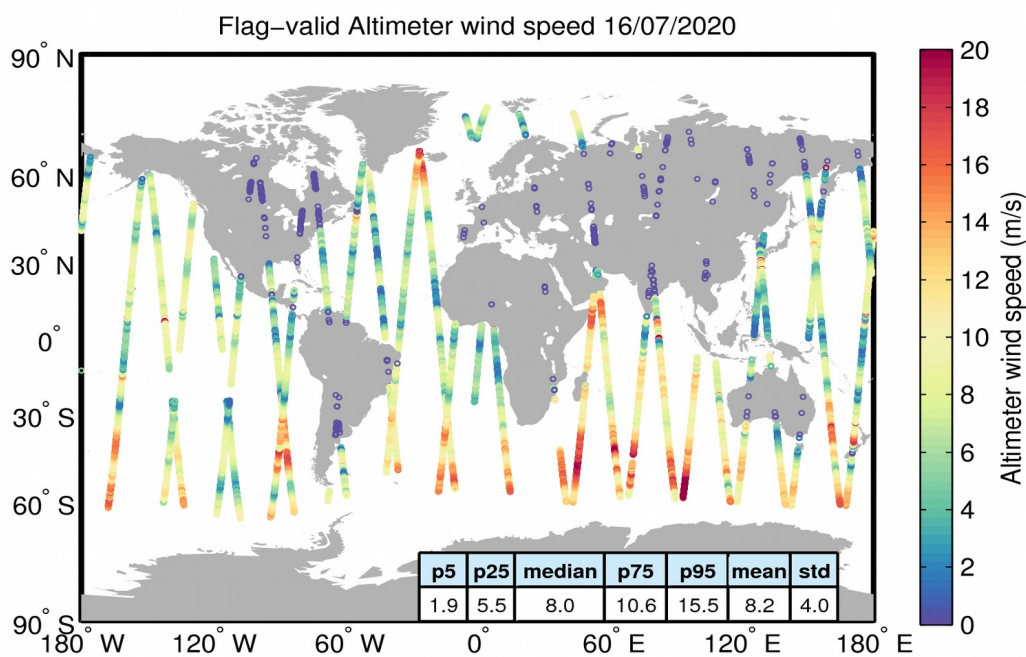 Flag−valid Altimeter wind speed 16/07/2020
90° N
60° N
30° N
0°
30° S
60° S
90° S
180° W
120° W
60° W
0°
60° E
120° E
180° E
20
18
16
14
12
10
8
6
4
2
0
Altimeter wind speed (m/s)
p5 p25 median p75 p95 mean std
1.9 5.5 8.0 10.6 15.5 8.2 4.0